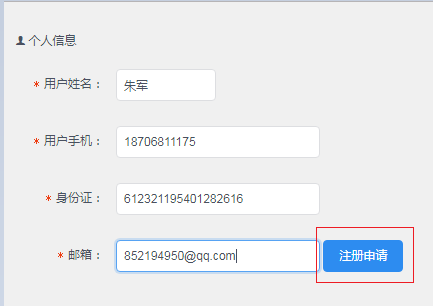 个人信息
* 用户姓名： 朱军
* 用户手机： 18706811175
* 身份证： 612321195401282616
* 邮箱： 852194950@qq.com 注册申请